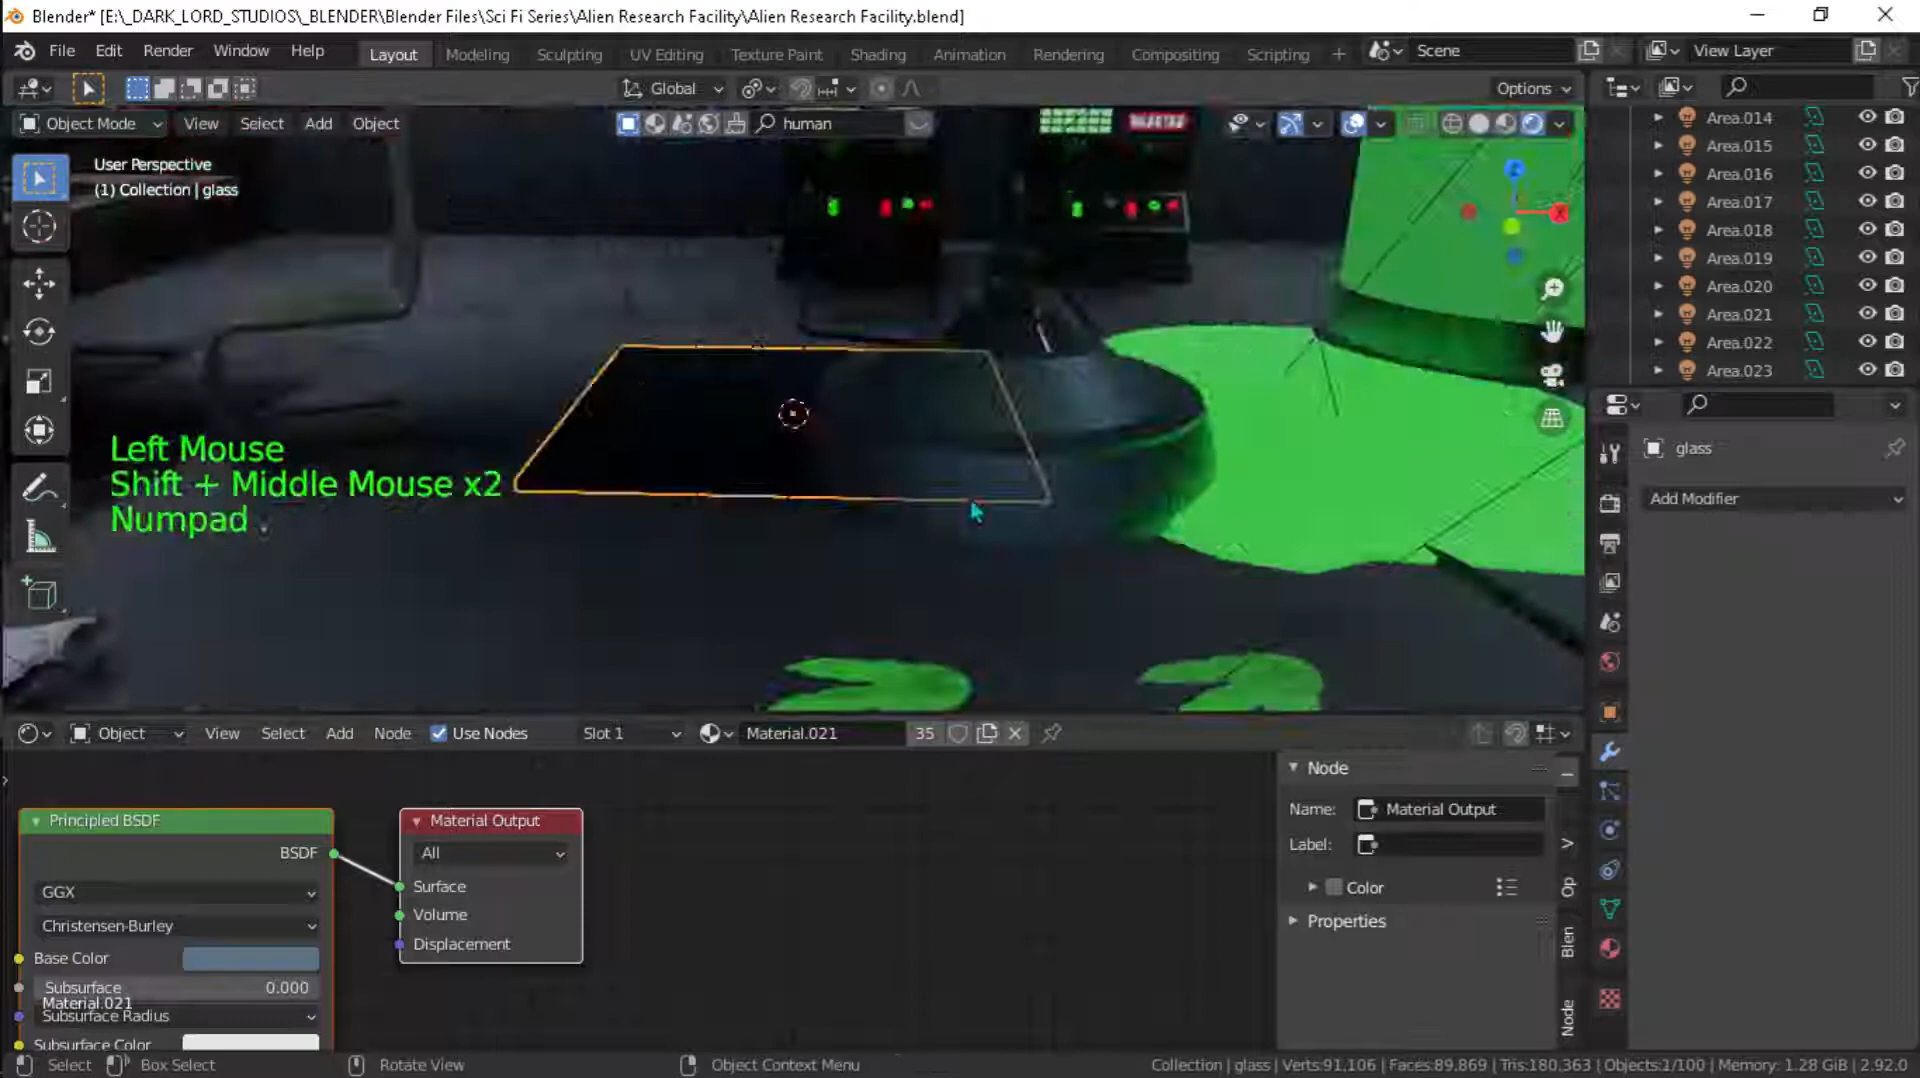 Blender* [E:\_DARK_LORD_STUDIOS\_BLENDER\Blender Files\Sci Fi Series\Alien Research Facility\Alien Research Facility.blend]
File Edit Render Window Help Layout Modeling Sculpting UV Editing Texture Paint Shading Animation Rendering Compositing Scripting + Scene View Layer
Global Options
Object Mode View Select Add Object human
User Perspective
(1) Collection | glass
Z
X
Area.014
Area.015
Area.016
Area.017
Area.018
Area.019
Area.020
Area.021
Area.022
Area.023
glass
Add Modifier
Left Mouse
Shift + Middle Mouse x2
Numpad .
Object View Select Add Node Use Nodes Slot 1 Material.021 35
Principled BSDF
BSDF
GGX
Christensen-Burley
Base Color
Subsurface 0.000
Material.021
Subsurface Radius
Subsurface Color
Material Output
All
Surface
Volume
Displacement
Node
Name: Material Output
Label:
Color
Properties
Op
Blen
Node
Select Box Select Rotate View Object Context Menu Collection | glass | Verts:91,106 | Faces:89,869 | Tris:180,363 | Objects:1/100 | Memory: 1.28 GiB | 2.92.0